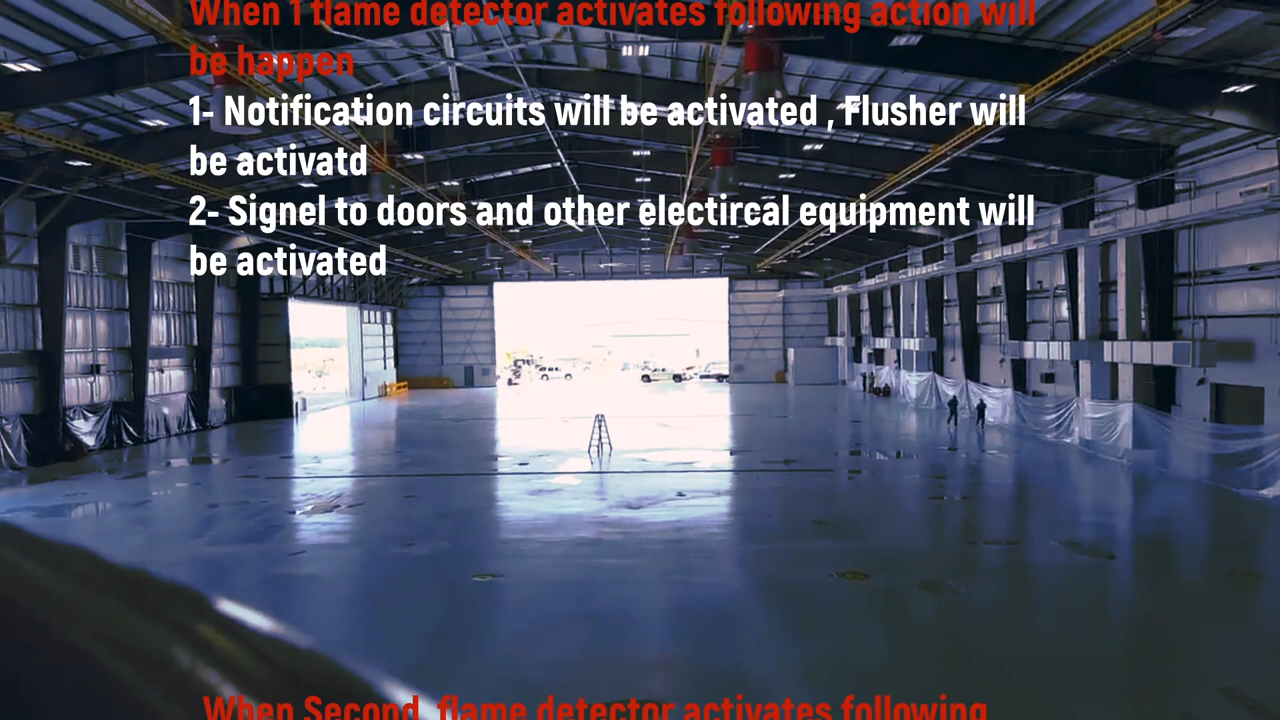 When 1 flame detector activates following action will
be happen
1- Notification circuits will be activated , Flusher will
be activatd
2- Signel to doors and other electircal equipment will
be activated
When Second flame detector activates following